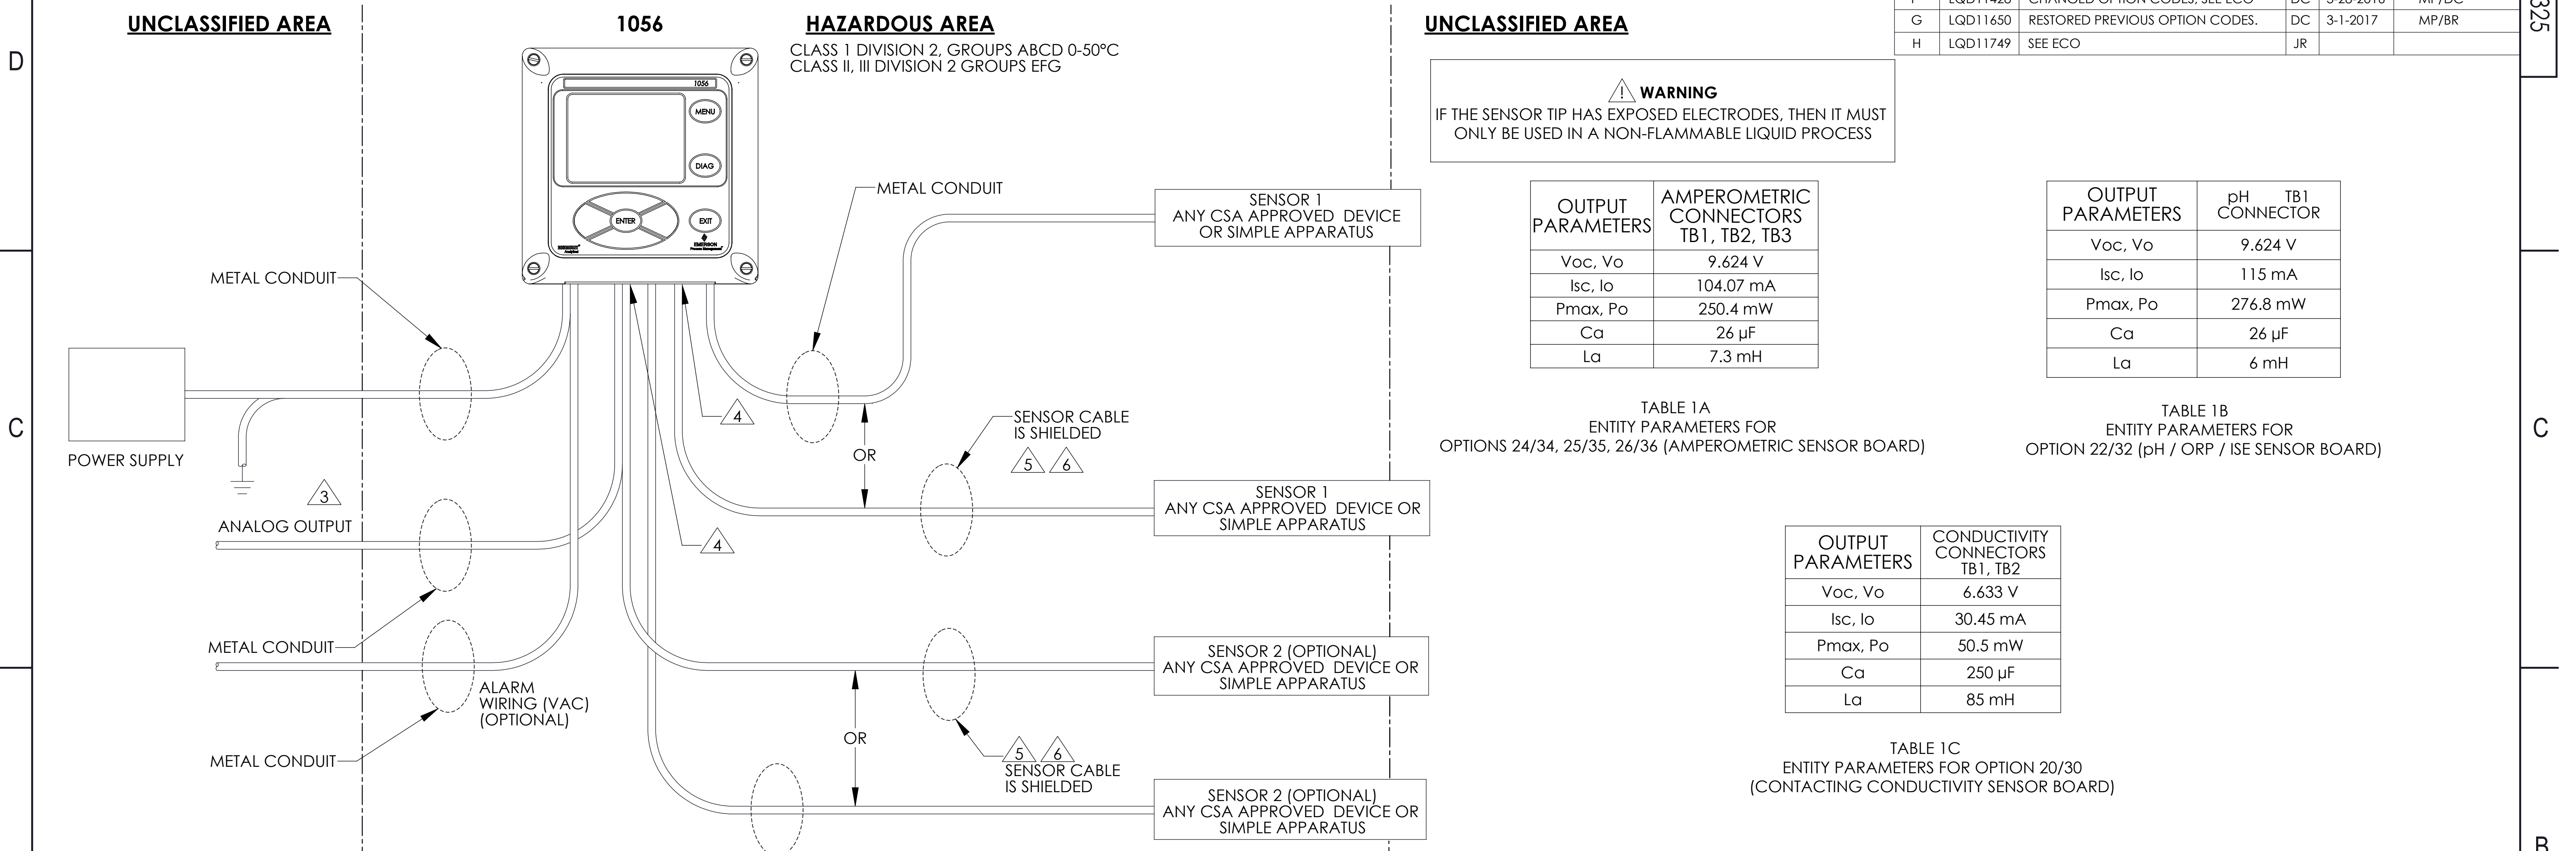 UNCLASSIFIED AREA
1056
HAZARDOUS AREA
CLASS 1 DIVISION 2, GROUPS ABCD 0-50°C
CLASS II, III DIVISION 2 GROUPS EFG
UNCLASSIFIED AREA
G LQD11650 RESTORED PREVIOUS OPTION CODES. DC 3-1-2017 MP/BR
H LQD11749 SEE ECO JR
325
D
1056
MENU
DIAG
ENTER
EXIT
EMERSON
METAL CONDUIT
SENSOR 1
ANY CSA APPROVED DEVICE
OR SIMPLE APPARATUS
! WARNING
IF THE SENSOR TIP HAS EXPOSED ELECTRODES, THEN IT MUST
ONLY BE USED IN A NON-FLAMMABLE LIQUID PROCESS
OUTPUT PARAMETERS
AMPEROMETRIC CONNECTORS TB1, TB2, TB3
Voc, Vo 9.624 V
Isc, Io 104.07 mA
Pmax, Po 250.4 mW
Ca 26 µF
La 7.3 mH
TABLE 1A
ENTITY PARAMETERS FOR
OPTIONS 24/34, 25/35, 26/36 (AMPEROMETRIC SENSOR BOARD)
OUTPUT PARAMETERS
pH TB1 CONNECTOR
Voc, Vo 9.624 V
Isc, Io 115 mA
Pmax, Po 276.8 mW
Ca 26 µF
La 6 mH
TABLE 1B
ENTITY PARAMETERS FOR
OPTION 22/32 (pH / ORP / ISE SENSOR BOARD)
METAL CONDUIT
C
C
POWER SUPPLY
3
ANALOG OUTPUT
4
OR
SENSOR CABLE
IS SHIELDED
5 6
SENSOR 1
ANY CSA APPROVED DEVICE OR
SIMPLE APPARATUS
4
OUTPUT PARAMETERS
CONDUCTIVITY CONNECTORS TB1, TB2
Voc, Vo 6.633 V
Isc, Io 30.45 mA
Pmax, Po 50.5 mW
Ca 250 µF
La 85 mH
TABLE 1C
ENTITY PARAMETERS FOR OPTION 20/30
(CONTACTING CONDUCTIVITY SENSOR BOARD)
METAL CONDUIT
ALARM
WIRING (VAC)
(OPTIONAL)
METAL CONDUIT
SENSOR 2 (OPTIONAL)
ANY CSA APPROVED DEVICE OR
SIMPLE APPARATUS
OR
5 6
SENSOR CABLE
IS SHIELDED
SENSOR 2 (OPTIONAL)
ANY CSA APPROVED DEVICE OR
SIMPLE APPARATUS